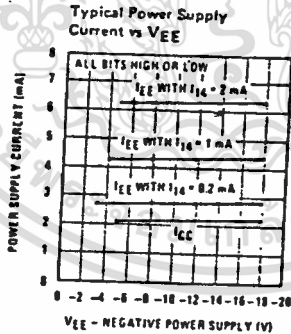 Typical Power Supply
Current vs VEE
ALL BITS HIGH OR LOW
IEE WITH I14 = 2 mA
IEE WITH I14 = 1 mA
IEE WITH I14 = 0.2 mA
ICC
POWER SUPPLY CURRENT (mA)
8
7
6
5
4
3
2
1
0
0 -2 -4 -6 -8 -10 -12 -14 -16 -18 -20
VEE - NEGATIVE POWER SUPPLY (V)